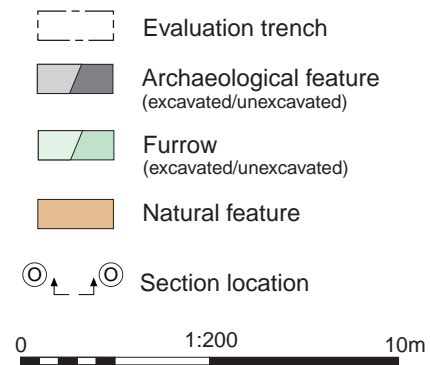 Evaluation trench
Archaeological feature
(excavated/unexcavated)
Furrow
(excavated/unexcavated)
Natural feature
O O Section location
0 1:200 10m